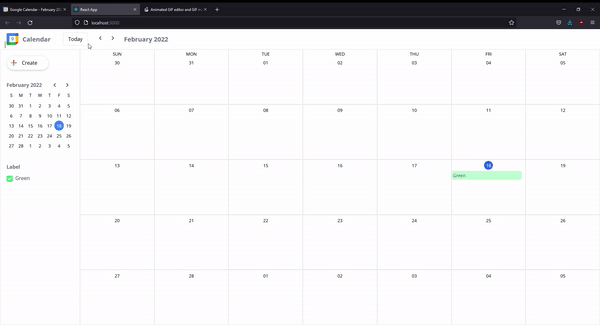 Google Calendar - February 2022
React App
Animated GIF editor and GIF m
localhost:3000
Calendar
Today
February 2022
Create
SUN MON TUE WED THU FRI SAT
30 31 01 02 03 04 05
February 2022
S M T W T F S
30 31 1 2 3 4 5
6 7 8 9 10 11 12
13 14 15 16 17 18 19
20 21 22 23 24 25 26
27 28 1 2 3 4 5
06 07 08 09 10 11 12
Label
Green
13 14 15 16 17 18 19
Green
20 21 22 23 24 25 26
27 28 01 02 03 04 05